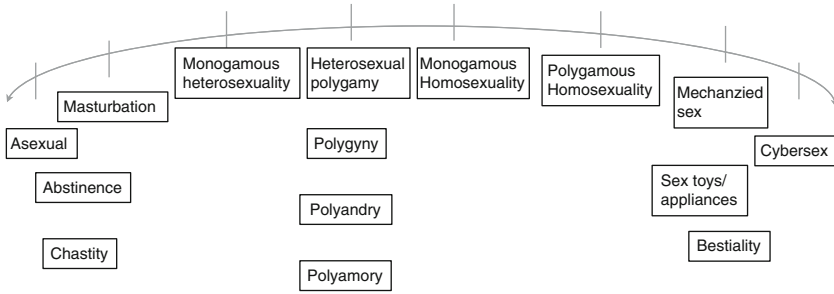 Asexual
Abstinence
Chastity
Masturbation
Monogamous
heterosexuality
Heterosexual
polygamy
Polygyny
Polyandry
Polyamory
Monogamous
Homosexuality
Polygamous
Homosexuality
Mechanzied
sex
Sex toys/
appliances
Bestiality
Cybersex